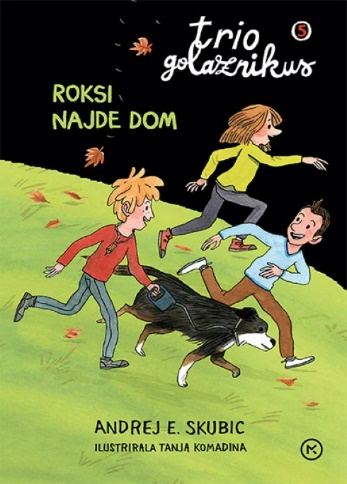 trio
golaznikus
5
ROKSI
NAJDE DOM
ANDREJ E. SKUBIC
ILUSTRIRALA TANJA KOMADINA
M